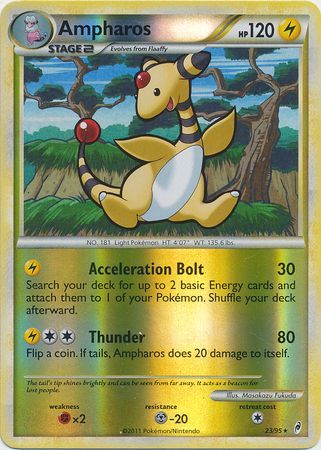 Ampharos
HP 120
STAGE 2 Evolves from Flaaffy
NO. 181 Light Pokémon HT: 4'07" WT: 135.6 lbs.
Acceleration Bolt 30
Search your deck for up to 2 basic Energy cards and
attach them to 1 of your Pokémon. Shuffle your deck
afterward.
Thunder 80
Flip a coin. If tails, Ampharos does 20 damage to itself.
The tail's tip shines brightly and can be seen from far away. It acts as a beacon for
lost people.
Illus. Masakazu Fukuda
weakness resistance retreat cost
×2 -20
©2011 Pokémon/Nintendo 23/95 ★